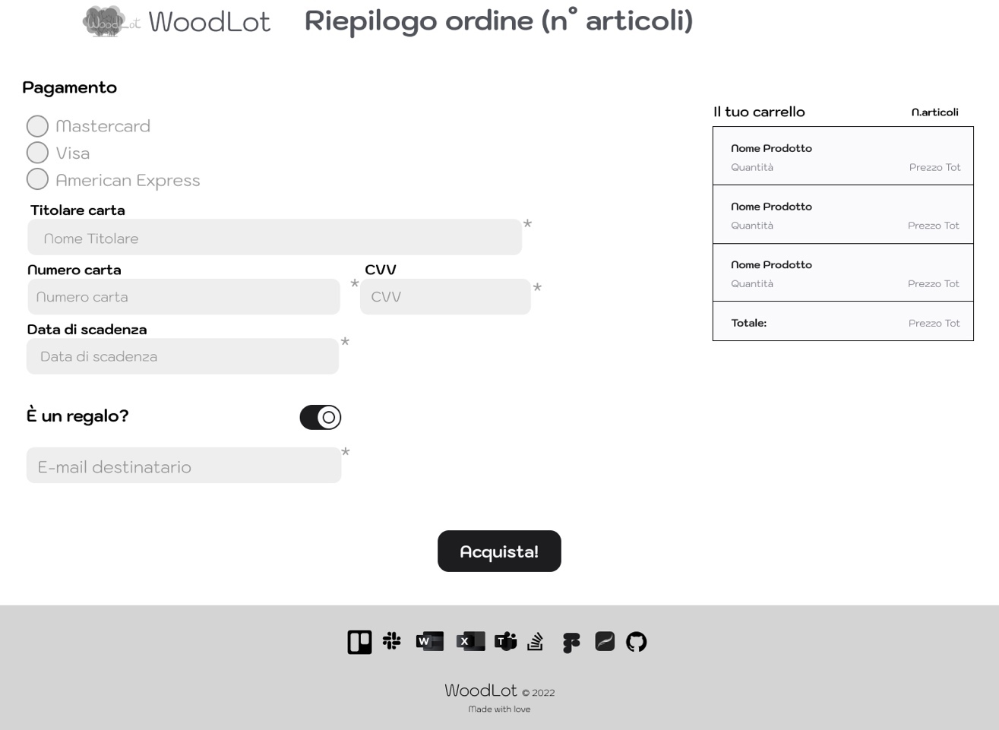 WoodLot WoodLot Riepilogo ordine (n° articoli)
Pagamento
Mastercard
Visa
American Express
Titolare carta
Nome Titolare *
Numero carta
Numero carta *
CVV
CVV *
Data di scadenza
Data di scadenza *
È un regalo?
E-mail destinatario *
Il tuo carrello N.articoli
Nome Prodotto
Quantità Prezzo Tot
Nome Prodotto
Quantità Prezzo Tot
Nome Prodotto
Quantità Prezzo Tot
Totale: Prezzo Tot
Acquista!
W X T
WoodLot © 2022
Made with love